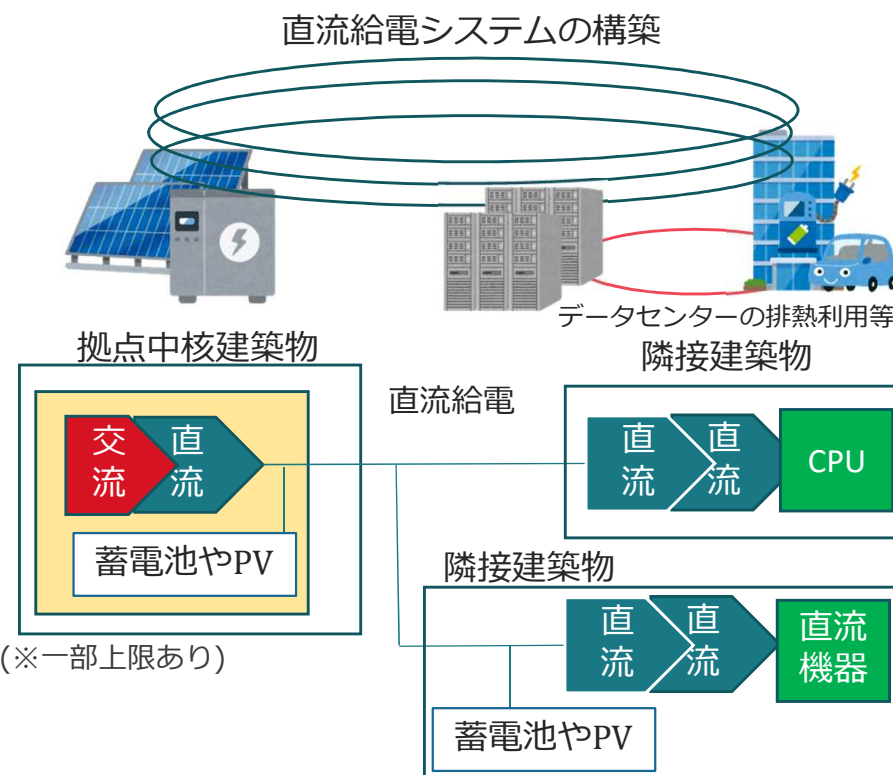 直流給電システムの構築
データセンターの排熱利用等
拠点中核建築物
隣接建築物
直流給電
交流
直流
直流
直流
CPU
蓄電池やPV
隣接建築物
(※一部上限あり)
直流
直流
直流
機器
蓄電池やPV